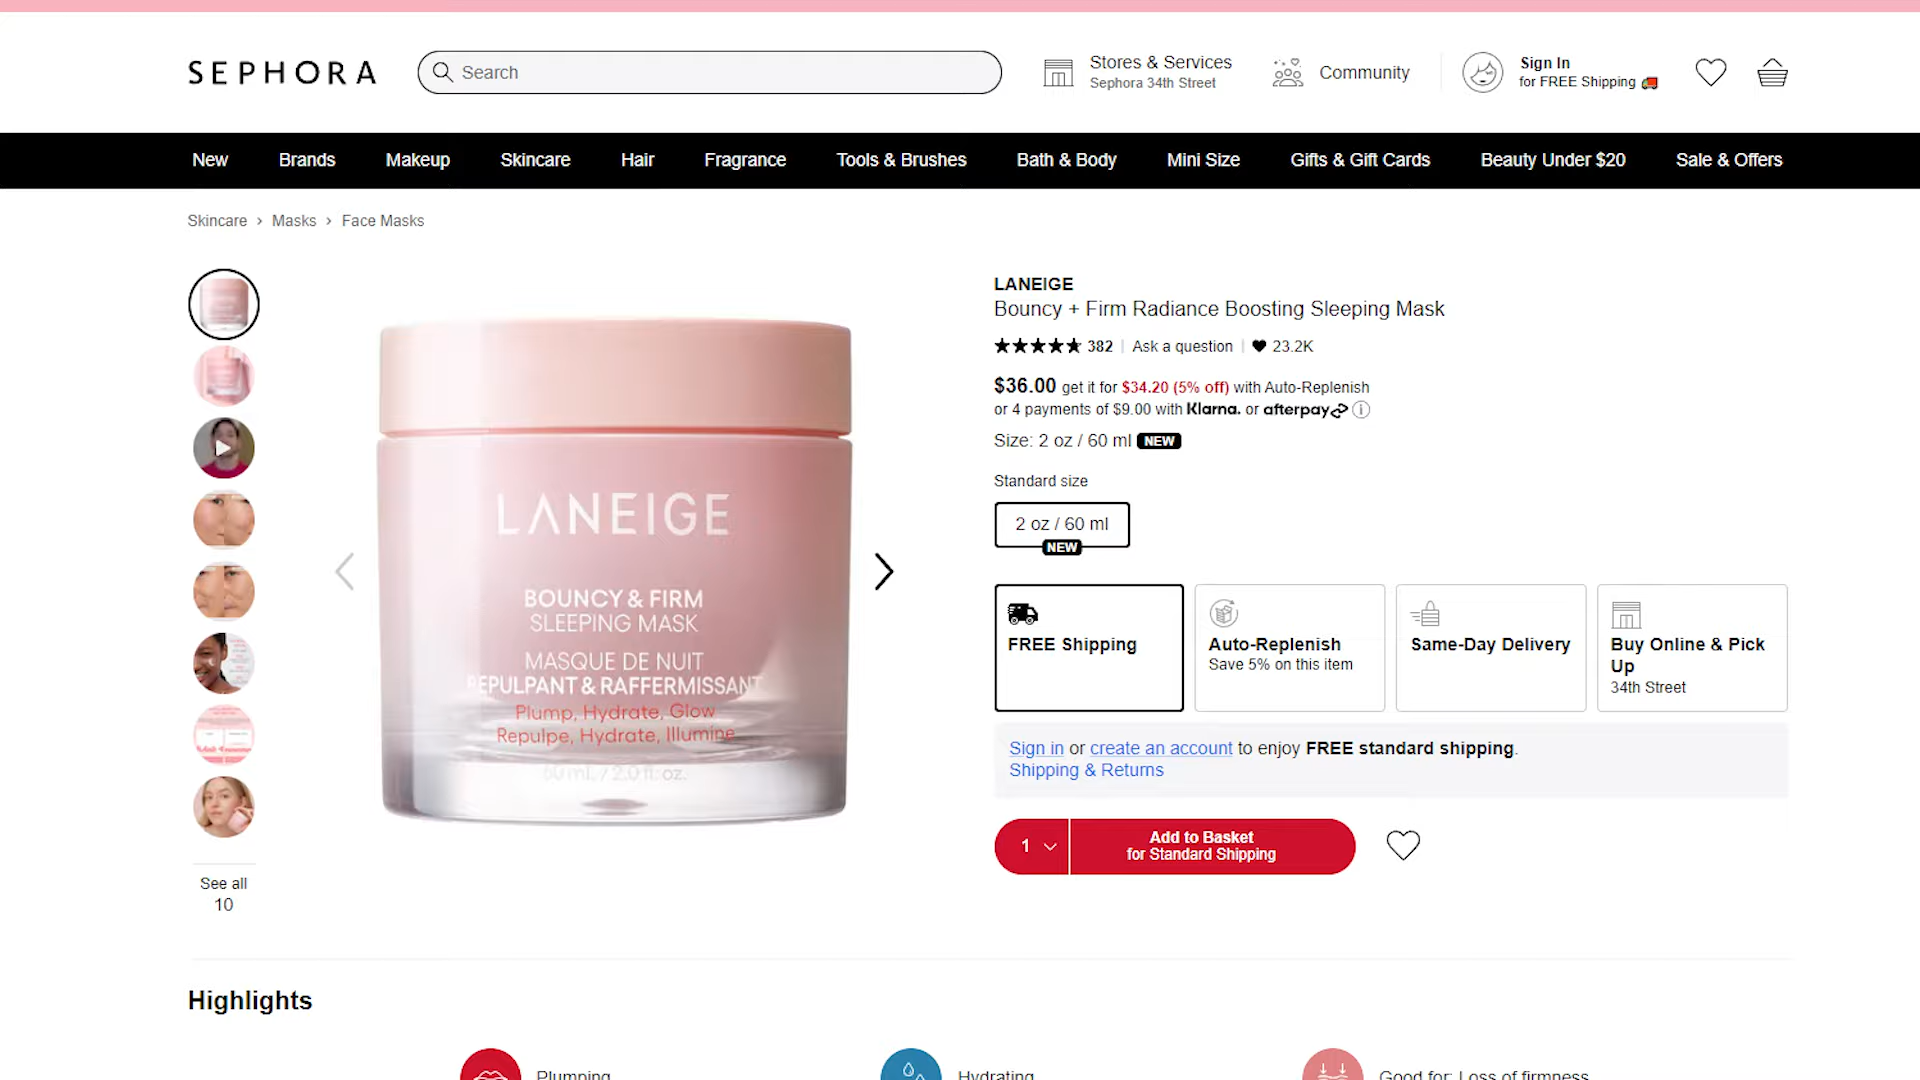 SEPHORA
Search
Stores & Services
Sephora 34th Street
Community
Sign In
for FREE Shipping
New
Brands
Makeup
Skincare
Hair
Fragrance
Tools & Brushes
Bath & Body
Mini Size
Gifts & Gift Cards
Beauty Under $20
Sale & Offers
Skincare > Masks > Face Masks
LANEIGE
BOUNCY & FIRM
SLEEPING MASK
MASQUE DE NUIT
REPULPANT & RAFFERMISSANT
Plump, Hydrate, Glow
Repulpe, Hydrate, Illumine
60 ml. / 2.0 fl. oz.
See all
10
LANEIGE
Bouncy + Firm Radiance Boosting Sleeping Mask
382 | Ask a question | 23.2K
$36.00 get it for $34.20 (5% off) with Auto-Replenish
or 4 payments of $9.00 with Klarna. or afterpay
Size: 2 oz / 60 ml NEW
Standard size
2 oz / 60 ml
NEW
FREE Shipping
Auto-Replenish
Save 5% on this item
Same-Day Delivery
Buy Online & Pick
Up
34th Street
Sign in or create an account to enjoy FREE standard shipping.
Shipping & Returns
1
Add to Basket
for Standard Shipping
Highlights
Plumping
Hydrating
Good for: Loss of firmness